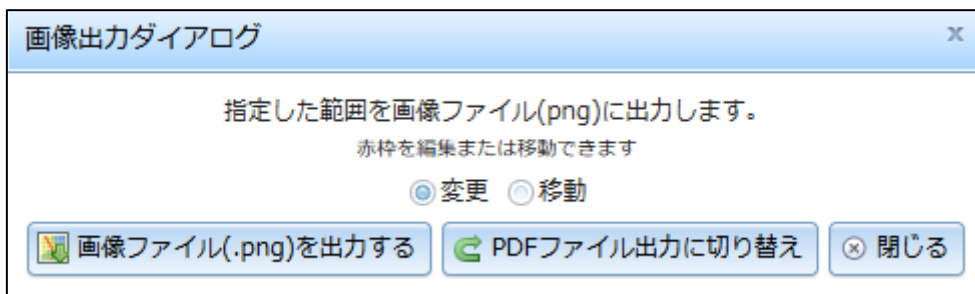 画像出力ダイアログ x
指定した範囲を画像ファイル(png)に出力します。
赤枠を編集または移動できます
変更 移動
画像ファイル(.png)を出力する PDFファイル出力に切り替え 閉じる